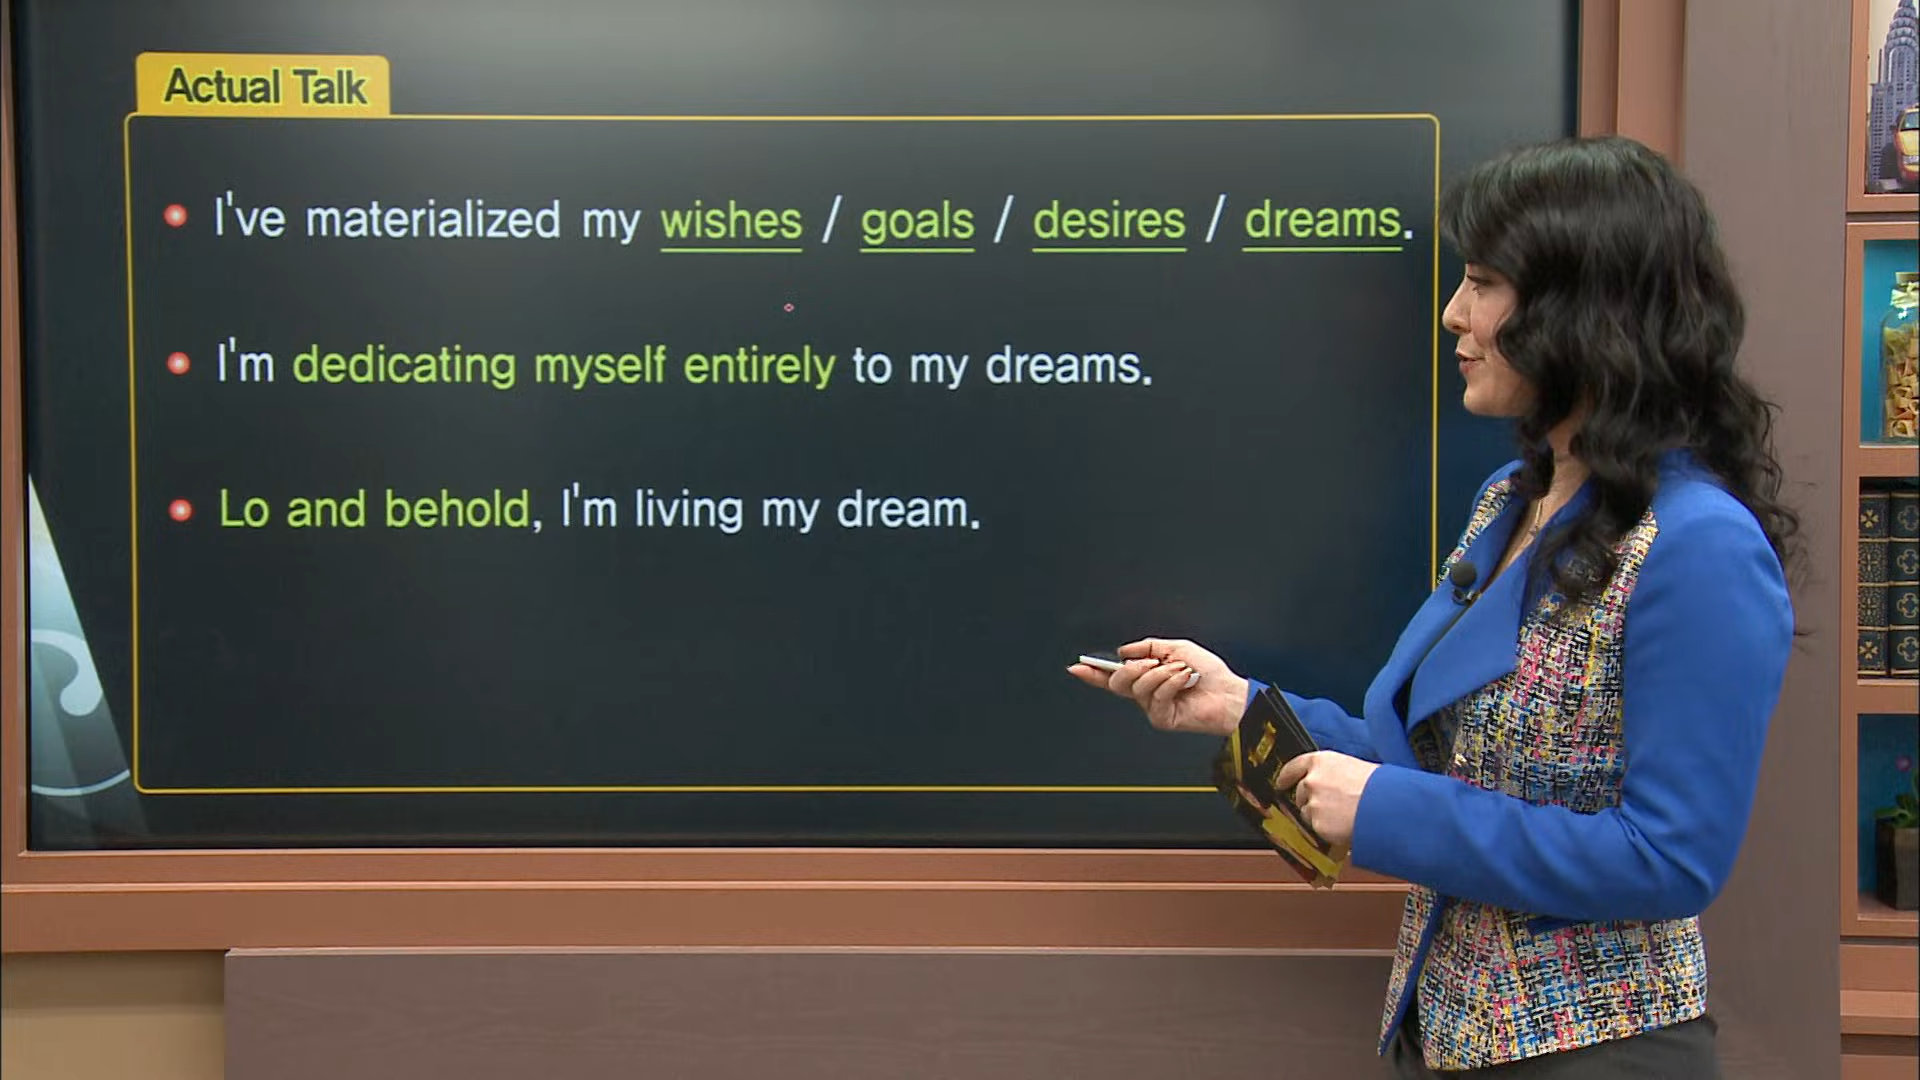 Actual Talk
I've materialized my wishes / goals / desires / dreams.
I'm dedicating myself entirely to my dreams.
Lo and behold, I'm living my dream.